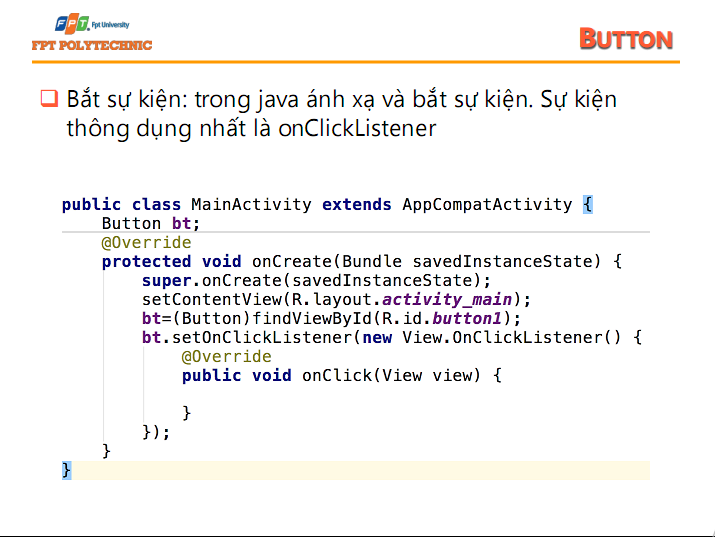 FPT. Fpt University
FPT POLYTECHNIC
BUTTON
Bắt sự kiện: trong java ánh xạ và bắt sự kiện. Sự kiện
thông dụng nhất là onClickListener
public class MainActivity extends AppCompatActivity {
    Button bt;
    @Override
    protected void onCreate(Bundle savedInstanceState) {
        super.onCreate(savedInstanceState);
        setContentView(R.layout.activity_main);
        bt=(Button)findViewById(R.id.button1);
        bt.setOnClickListener(new View.OnClickListener() {
            @Override
            public void onClick(View view) {
            }
        });
    }
}